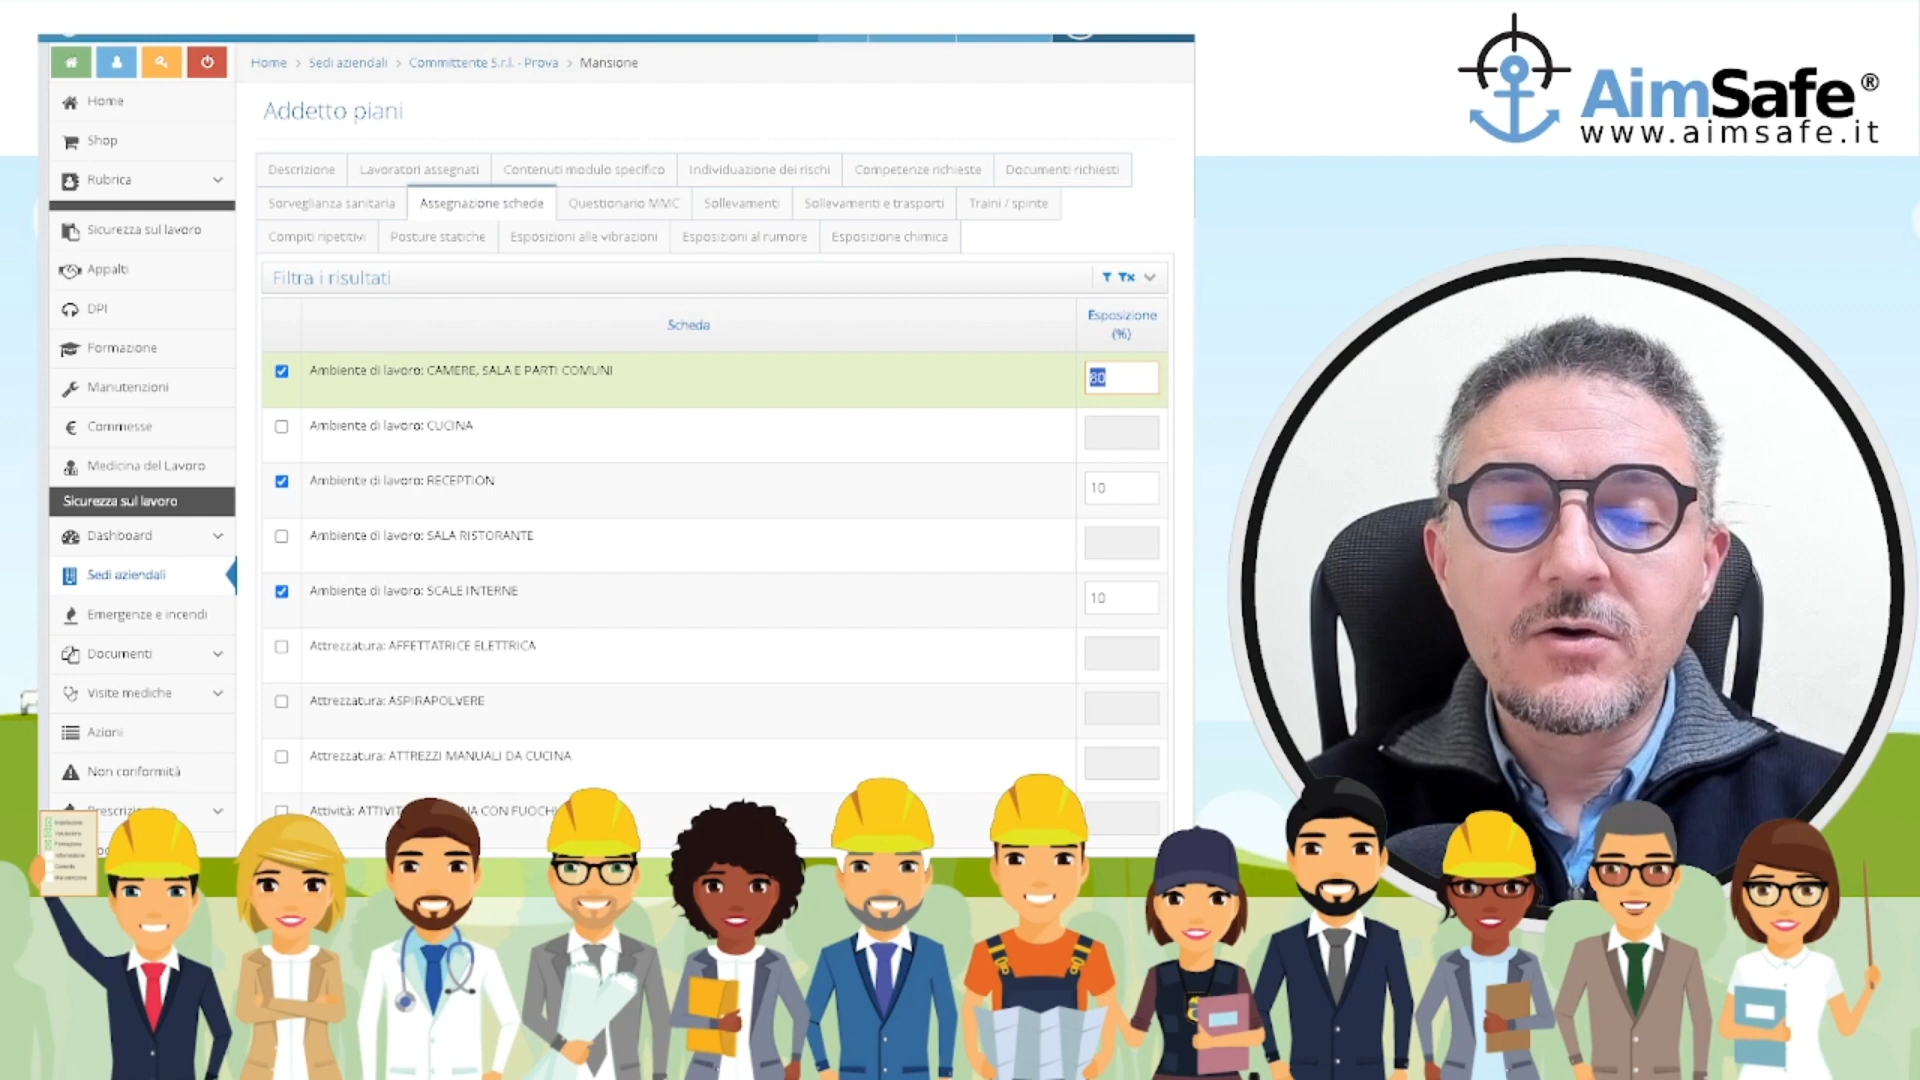 AimSafe®
www.aimsafe.it
Home > Sedi aziendali > Committente S.r.l. - Prova > Mansione
Home
Shop
Rubrica
Sicurezza sul lavoro
Appalti
DPI
Formazione
Manutenzioni
Commesse
Medicina del Lavoro
Sicurezza sul lavoro
Dashboard
Sedi aziendali
Emergenze e incendi
Documenti
Visite mediche
Azioni
Non conformità
Addetto piani
Descrizione Lavoratori assegnati Contenuti modulo specifico Individuazione dei rischi Competenze richieste Documenti richiesti
Sorveglianza sanitaria Assegnazione schede Questionario MMC Sollevamenti Sollevamenti e trasporti Traini / spinte
Compiti ripetitivi Posture statiche Esposizioni alle vibrazioni Esposizioni al rumore Esposizione chimica
Filtra i risultati
Scheda Esposizione (%)
Ambiente di lavoro: CAMERE, SALA E PARTI COMUNI 80
Ambiente di lavoro: CUCINA
Ambiente di lavoro: RECEPTION 10
Ambiente di lavoro: SALA RISTORANTE
Ambiente di lavoro: SCALE INTERNE 10
Attrezzatura: AFFETTATRICE ELETTRICA
Attrezzatura: ASPIRAPOLVERE
Attrezzatura: ATTREZZI MANUALI DA CUCINA